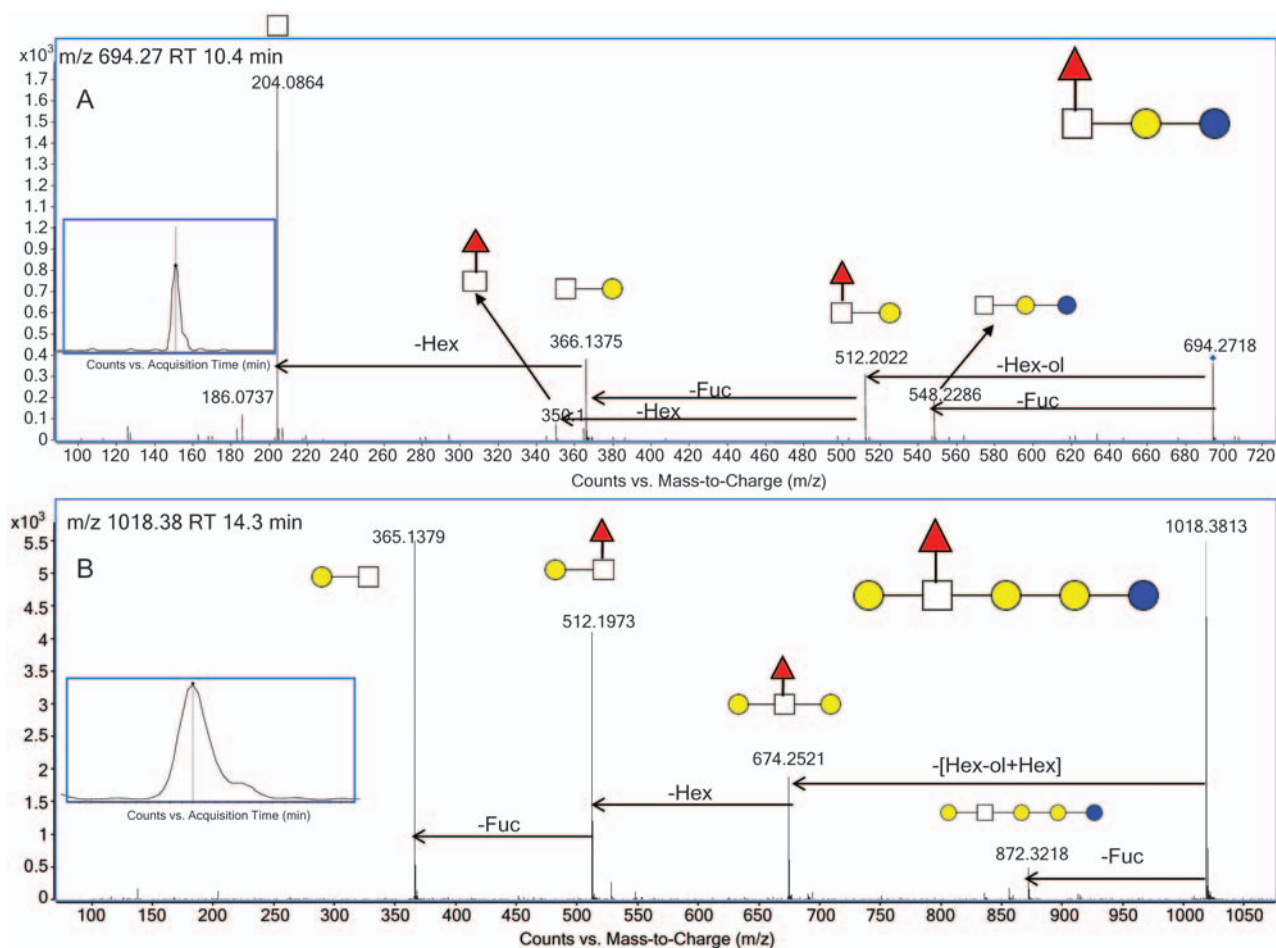 x10³ m/z 694.27 RT 10.4 min
A
1.7
1.6
1.5
1.4
1.3
1.2
1.1
1.2
0.9
0.8
0.7
0.6
0.5
0.4
0.3
0.2
0.1
0
204.0864
186.0737
Counts vs. Acquisition Time (min)
-Hex
366.1375
350.1
-Fuc
-Hex
512.2022
548.2286
-Hex-ol
-Fuc
694.2718
100 120 140 160 180 200 220 240 260 280 300 320 340 360 380 400 420 440 460 480 500 520 540 560 580 600 620 640 660 680 700 720
Counts vs. Mass-to-Charge (m/z)
x10³ m/z 1018.38 RT 14.3 min
B
5.5
5
4.5
4
3.5
3
2.5
2
1.5
1
0.5
0
365.1379
512.1973
674.2521
872.3218
1018.3813
Counts vs. Acquisition Time (min)
-Fuc
-Hex
-[Hex-ol+Hex]
-Fuc
100 150 200 250 300 350 400 450 500 550 600 650 700 750 800 850 900 950 1000 1050
Counts vs. Mass-to-Charge (m/z)